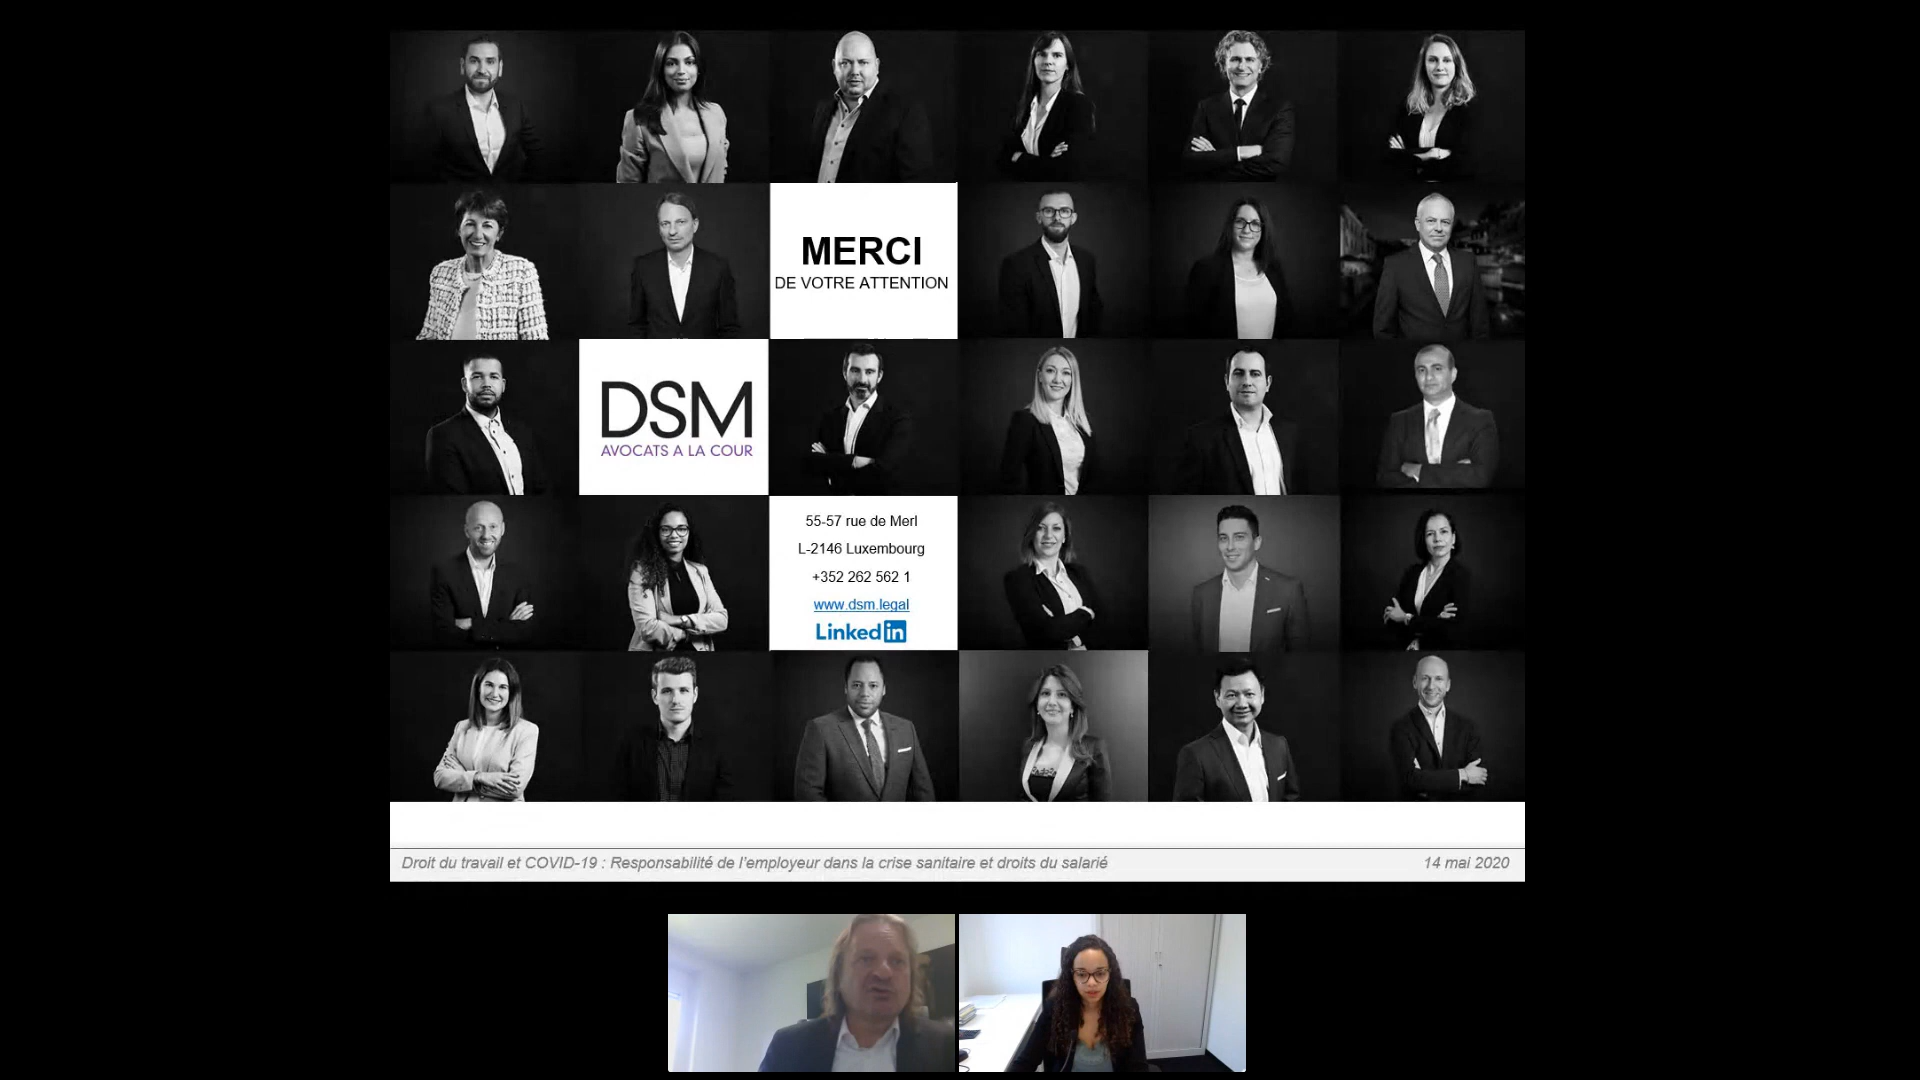 MERCI
DE VOTRE ATTENTION
DSM
AVOCATS A LA COUR
55-57 rue de Merl
L-2146 Luxembourg
+352 262 562 1
www.dsm.legal
Linked in
Droit du travail et COVID-19 : Responsabilité de l'employeur dans la crise sanitaire et droits du salarié
14 mai 2020